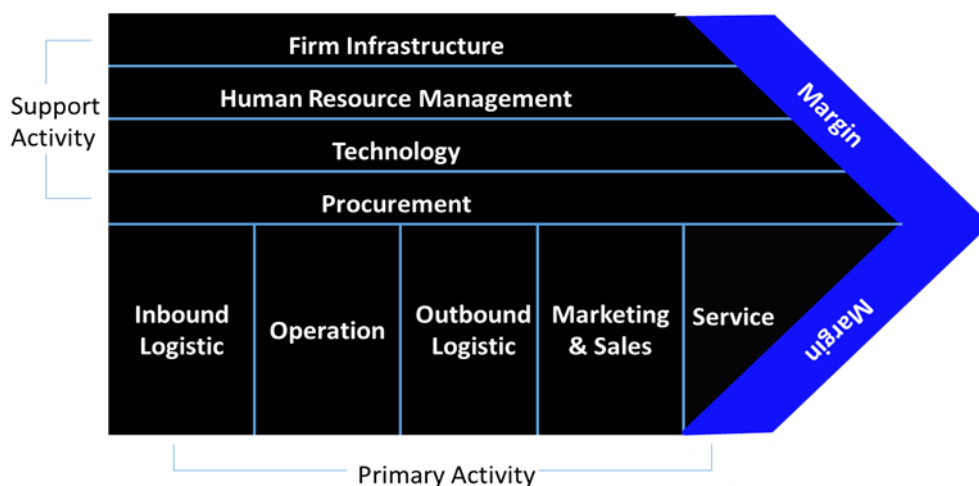 Firm Infrastructure
Support
Activity
Human Resource Management
Technology
Procurement
Margin
Inbound
Logistic
Operation
Outbound
Logistic
Marketing
& Sales
Service
Margin
Primary Activity